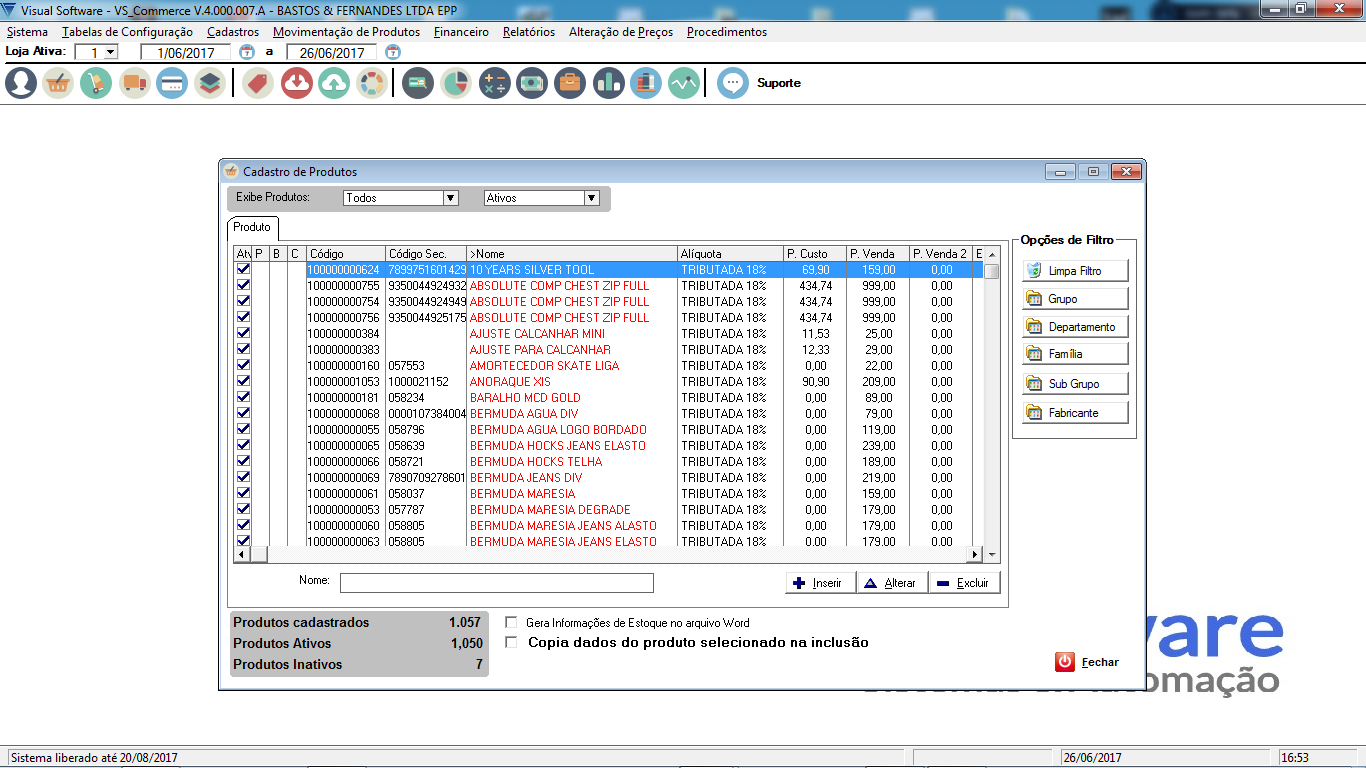 Visual Software - VS_Commerce V.4.000.007.A - BASTOS & FERNANDES LTDA EPP
Sistema Tabelas de Configuração Cadastros Movimentação de Produtos Financeiro Relatórios Alteração de Preços Procedimentos
Loja Ativa: 1 1/06/2017 a 26/06/2017
Suporte
Cadastro de Produtos
Exibe Produtos: Todos Ativos
Produto
Atv P B C Código Código Sec. >Nome Alíquota P. Custo P. Venda P. Venda 2 E
100000000624 7899751601429 10 YEARS SILVER TOOL TRIBUTADA 18% 69,90 159,00 0,00
100000000755 9350044924932 ABSOLUTE COMP CHEST ZIP FULL TRIBUTADA 18% 434,74 999,00 0,00
100000000754 9350044924949 ABSOLUTE COMP CHEST ZIP FULL TRIBUTADA 18% 434,74 999,00 0,00
100000000756 9350044925175 ABSOLUTE COMP CHEST ZIP FULL TRIBUTADA 18% 434,74 999,00 0,00
100000000384 AJUSTE CALCANHAR MINI TRIBUTADA 18% 11,53 25,00 0,00
100000000383 AJUSTE PARA CALCANHAR TRIBUTADA 18% 12,33 29,00 0,00
100000000160 057553 AMORTECEDOR SKATE LIGA TRIBUTADA 18% 0,00 22,00 0,00
100000001053 1000021152 ANORAQUE XIS TRIBUTADA 18% 90,90 209,00 0,00
100000000181 058234 BARALHO MCD GOLD TRIBUTADA 18% 0,00 89,00 0,00
100000000068 0000107384004 BERMUDA AGUA DIV TRIBUTADA 18% 0,00 79,00 0,00
100000000055 058796 BERMUDA AGUA LOGO BORDADO TRIBUTADA 18% 0,00 119,00 0,00
100000000065 058639 BERMUDA HOCKS JEANS ELASTO TRIBUTADA 18% 0,00 239,00 0,00
100000000066 058721 BERMUDA HOCKS TELHA TRIBUTADA 18% 0,00 189,00 0,00
100000000069 7890709278601 BERMUDA JEANS DIV TRIBUTADA 18% 0,00 219,00 0,00
100000000061 058037 BERMUDA MARESIA TRIBUTADA 18% 0,00 159,00 0,00
100000000053 057787 BERMUDA MARESIA DEGRADE TRIBUTADA 18% 0,00 179,00 0,00
100000000060 058805 BERMUDA MARESIA JEANS ALASTO TRIBUTADA 18% 0,00 179,00 0,00
100000000063 058805 BERMUDA MARESIA JEANS ELASTO TRIBUTADA 18% 0,00 179,00 0,00
Opções de Filtro
Limpa Filtro
Grupo
Departamento
Família
Sub Grupo
Fabricante
Nome: Inserir Alterar Excluir
Produtos cadastrados 1.057
Produtos Ativos 1,050
Produtos Inativos 7
Gera Informações de Estoque no arquivo Word
Copia dados do produto selecionado na inclusão
Fechar
Sistema liberado até 20/08/2017 26/06/2017 16:53